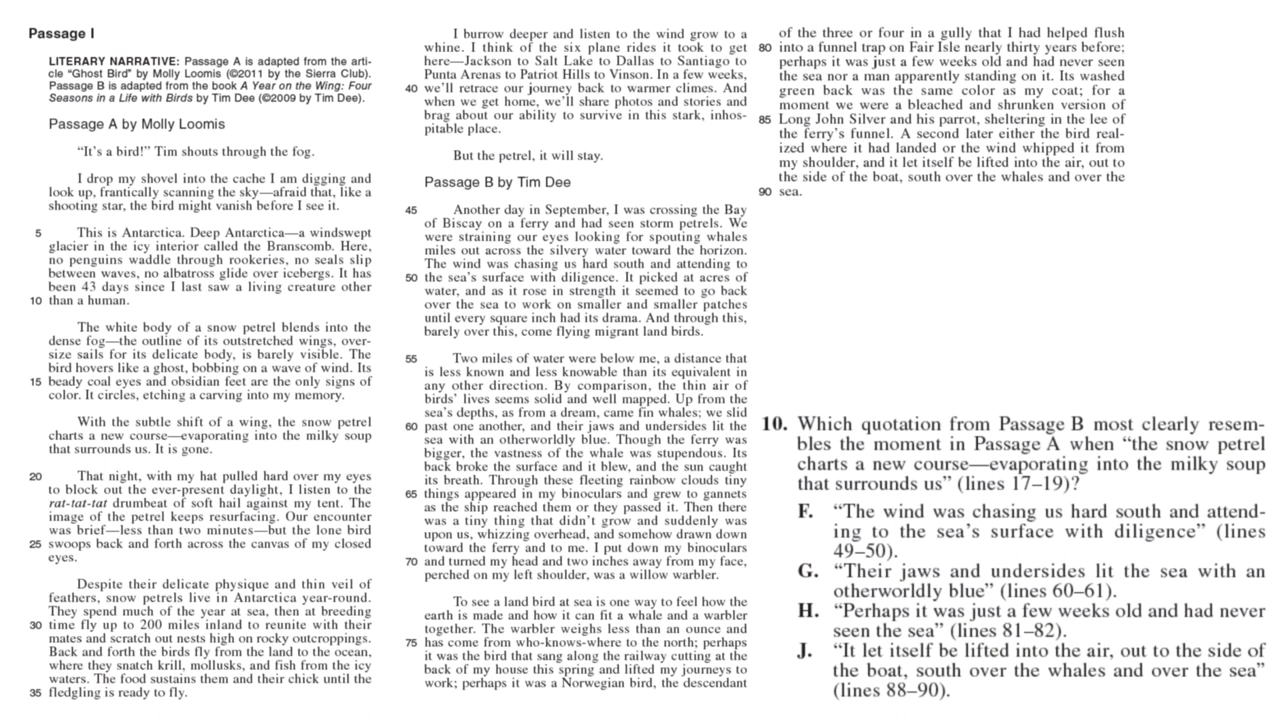 Passage I
LITERARY NARRATIVE: Passage A is adapted from the arti-
cle "Ghost Bird" by Molly Loomis (©2011 by the Sierra Club).
Passage B is adapted from the book A Year on the Wing: Four
Seasons in a Life with Birds by Tim Dee (©2009 by Tim Dee).
Passage A by Molly Loomis
"It's a bird!" Tim shouts through the fog.
I drop my shovel into the cache I am digging and
look up, frantically scanning the sky—afraid that, like a
shooting star, the bird might vanish before I see it.
5 This is Antarctica. Deep Antarctica—a windswept
glacier in the icy interior called the Branscomb. Here,
no penguins waddle through rookeries, no seals slip
between waves, no albatross glide over icebergs. It has
been 43 days since I last saw a living creature other
10 than a human.
The white body of a snow petrel blends into the
dense fog—the outline of its outstretched wings, over-
size sails for its delicate body, is barely visible. The
bird hovers like a ghost, bobbing on a wave of wind. Its
15 beady coal eyes and obsidian feet are the only signs of
color. It circles, etching a carving into my memory.
With the subtle shift of a wing, the snow petrel
charts a new course—evaporating into the milky soup
that surrounds us. It is gone.
20 That night, with my hat pulled hard over my eyes
to block out the ever-present daylight, I listen to the
rat-tat-tat drumbeat of soft hail against my tent. The
image of the petrel keeps resurfacing. Our encounter
was brief—less than two minutes—but the lone bird
25 swoops back and forth across the canvas of my closed
eyes.
Despite their delicate physique and thin veil of
feathers, snow petrels live in Antarctica year-round.
They spend much of the year at sea, then at breeding
30 time fly up to 200 miles inland to reunite with their
mates and scratch out nests high on rocky outcroppings.
Back and forth the birds fly from the land to the ocean,
where they snatch krill, mollusks, and fish from the icy
waters. The food sustains them and their chick until the
35 fledgling is ready to fly.
I burrow deeper and listen to the wind grow to a
whine. I think of the six plane rides it took to get
here—Jackson to Salt Lake to Dallas to Santiago to
Punta Arenas to Patriot Hills to Vinson. In a few weeks,
40 we'll retrace our journey back to warmer climes. And
when we get home, we'll share photos and stories and
brag about our ability to survive in this stark, inhos-
pitable place.
But the petrel, it will stay.
Passage B by Tim Dee
45 Another day in September, I was crossing the Bay
of Biscay on a ferry and had seen storm petrels. We
were straining our eyes looking for spouting whales
miles out across the silvery water toward the horizon.
The wind was chasing us hard south and attending to
50 the sea's surface with diligence. It picked at acres of
water, and as it rose in strength it seemed to go back
over the sea to work on smaller and smaller patches
until every square inch had its drama. And through this,
barely over this, come flying migrant land birds.
55 Two miles of water were below me, a distance that
is less known and less knowable than its equivalent in
any other direction. By comparison, the thin air of
birds' lives seems solid and well mapped. Up from the
sea's depths, as from a dream, came fin whales; we slid
60 past one another, and their jaws and undersides lit the
sea with an otherworldly blue. Though the ferry was
bigger, the vastness of the whale was stupendous. Its
back broke the surface and it blew, and the sun caught
its breath. Through these fleeting rainbow clouds tiny
65 things appeared in my binoculars and grew to gannets
as the ship reached them or they passed it. Then there
was a tiny thing that didn't grow and suddenly was
upon us, whizzing overhead, and somehow drawn down
toward the ferry and to me. I put down my binoculars
70 and turned my head and two inches away from my face,
perched on my left shoulder, was a willow warbler.
To see a land bird at sea is one way to feel how the
earth is made and how it can fit a whale and a warbler
together. The warbler weighs less than an ounce and
75 has come from who-knows-where to the north; perhaps
it was the bird that sang along the railway cutting at the
back of my house this spring and lifted my journeys to
work; perhaps it was a Norwegian bird, the descendant
of the three or four in a gully that I had helped flush
80 into a funnel trap on Fair Isle nearly thirty years before;
perhaps it was just a few weeks old and had never seen
the sea nor a man apparently standing on it. Its washed
green back was the same color as my coat; for a
moment we were a bleached and shrunken version of
85 Long John Silver and his parrot, sheltering in the lee of
the ferry's funnel. A second later either the bird real-
ized where it had landed or the wind whipped it from
my shoulder, and it let itself be lifted into the air, out to
the side of the boat, south over the whales and over the
90 sea.
10. Which quotation from Passage B most clearly resem-
bles the moment in Passage A when "the snow petrel
charts a new course—evaporating into the milky soup
that surrounds us" (lines 17–19)?
F. "The wind was chasing us hard south and attend-
ing to the sea's surface with diligence" (lines
49–50).
G. "Their jaws and undersides lit the sea with an
otherworldly blue" (lines 60–61).
H. "Perhaps it was just a few weeks old and had never
seen the sea" (lines 81–82).
J. "It let itself be lifted into the air, out to the side of
the boat, south over the whales and over the sea"
(lines 88–90).